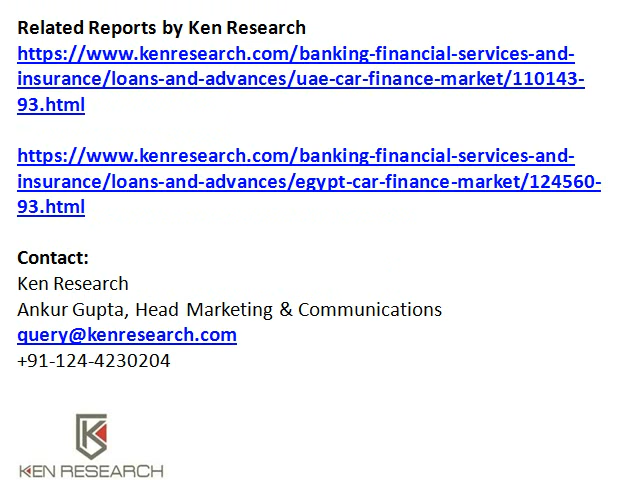 Related Reports by Ken Research
https://www.kenresearch.com/banking-financial-services-and-
insurance/loans-and-advances/uae-car-finance-market/110143-
93.html
https://www.kenresearch.com/banking-financial-services-and-
insurance/loans-and-advances/egypt-car-finance-market/124560-
93.html
Contact:
Ken Research
Ankur Gupta, Head Marketing & Communications
query@kenresearch.com
+91-124-4230204
KEN RESEARCH